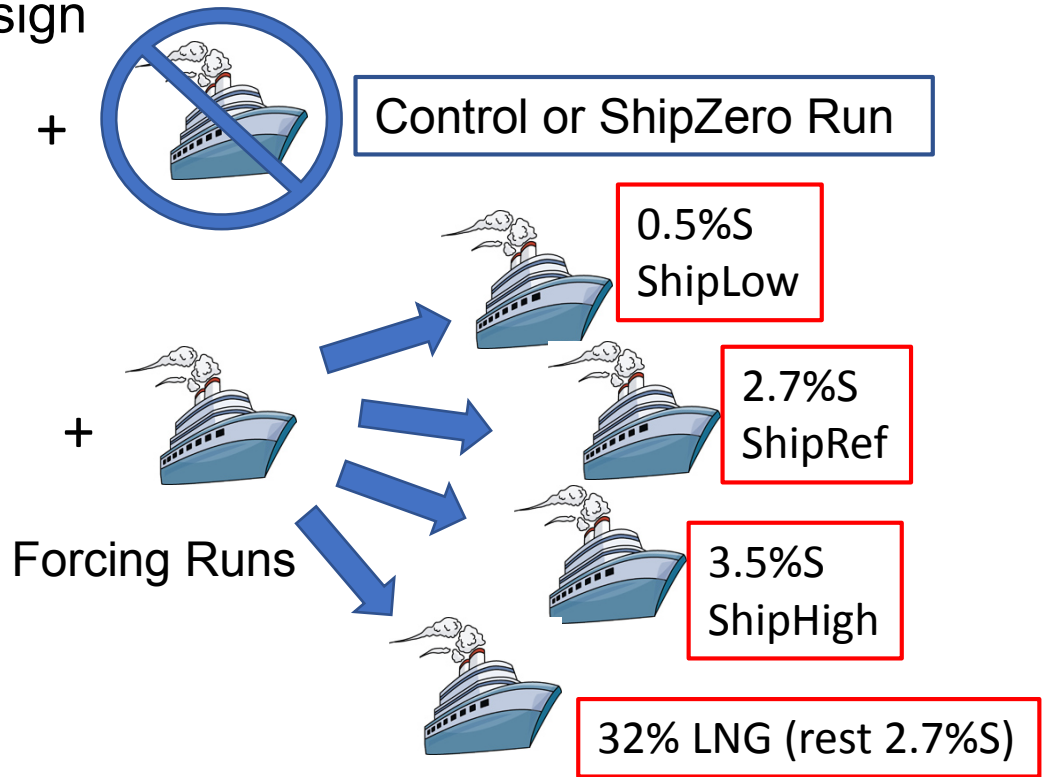 sign
+
Control or ShipZero Run
0.5%S
ShipLow
2.7%S
ShipRef
+
Forcing Runs
3.5%S
ShipHigh
32% LNG (rest 2.7%S)